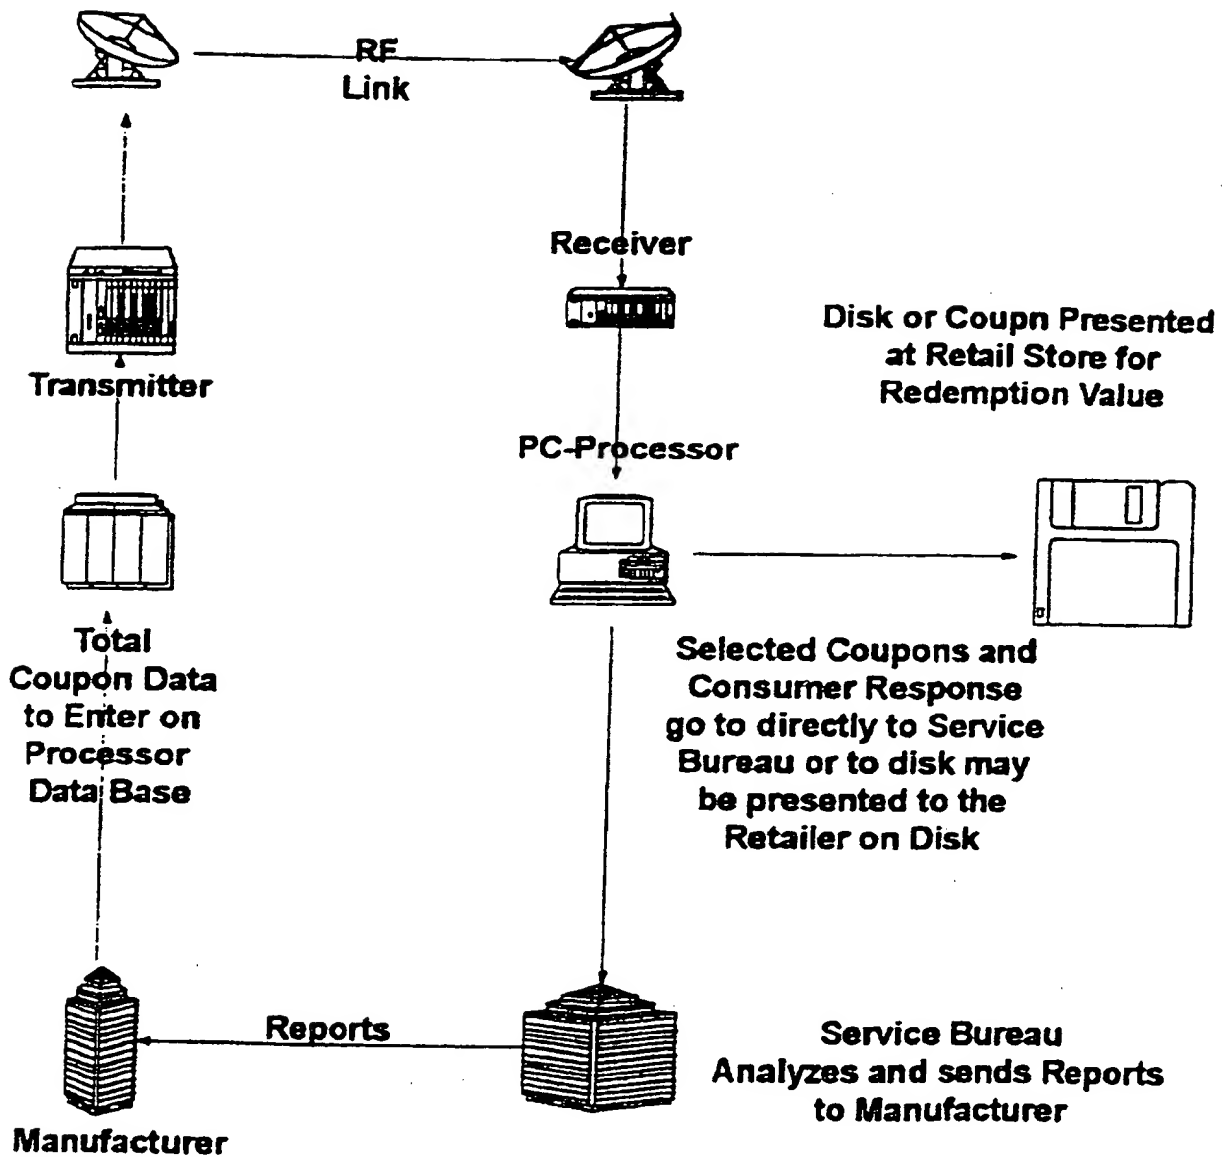 RF
Link
Receiver
Transmitter
Disk or Coupn Presented
at Retail Store for
Redemption Value
PC-Processor
Total
Coupon Data
to Enter on
Processor
Data Base
Selected Coupons and
Consumer Response
go to directly to Service
Bureau or to disk may
be presented to the
Retailer on Disk
Reports
Service Bureau
Analyzes and sends Reports
to Manufacturer
Manufacturer